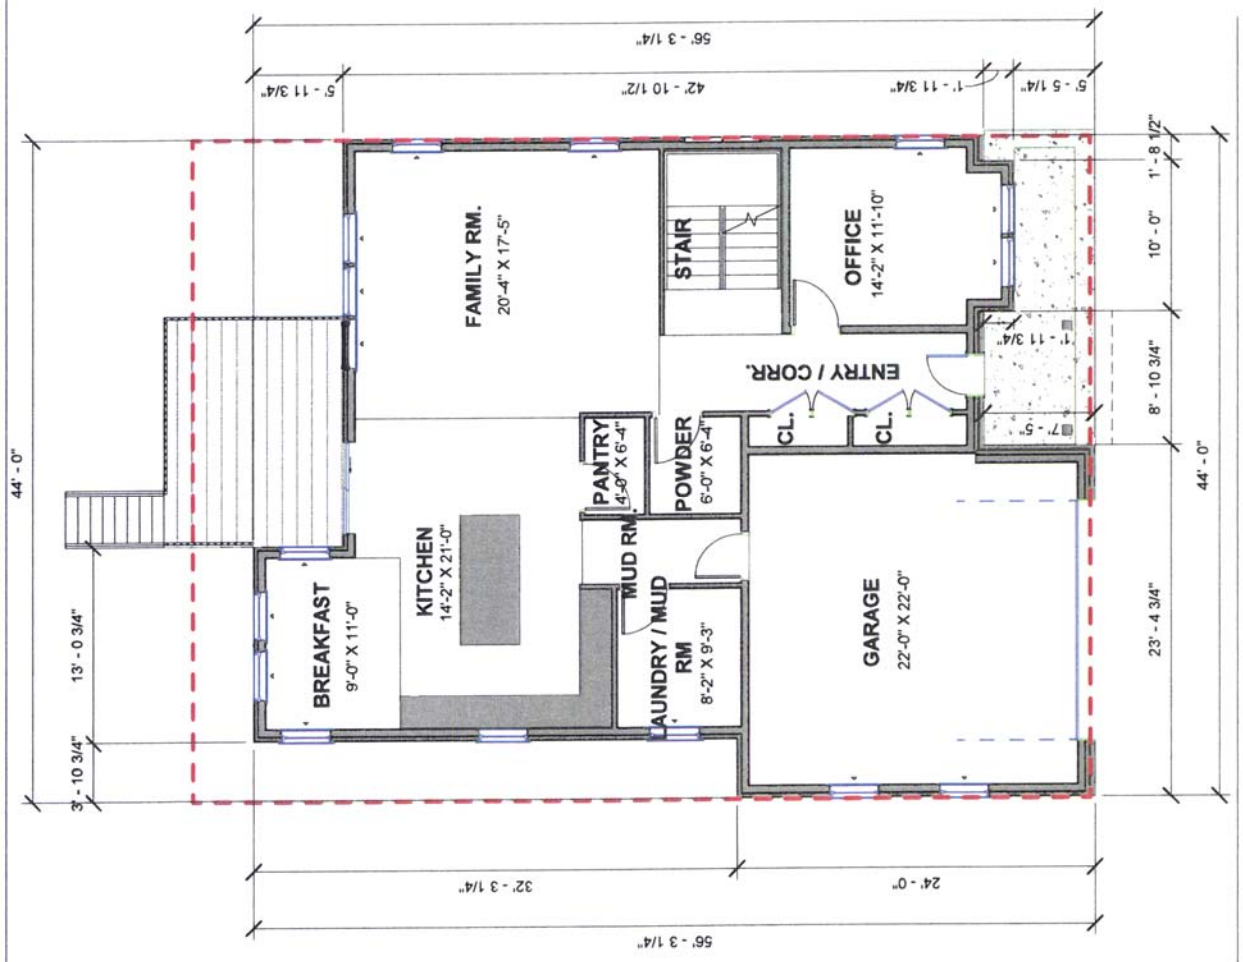 56' - 3 1/4"
5' - 11 3/4"
42' - 10 1/2"
1' - 11 3/4"
5' - 5 1/4"
44' - 0"
3' - 10 3/4"
13' - 0 3/4"
BREAKFAST
9'-0" X 11'-0"
KITCHEN
14'-2" X 21'-0"
FAMILY RM.
20'-4" X 17'-5"
PANTRY
4'-0" X 6'-4"
POWDER
6'-0" X 6'-4"
MUD RM.
LAUNDRY / MUD
RM
8'-2" X 9'-3"
STAIR
ENTRY / CORR.
CL.
CL.
OFFICE
14'-2" X 11'-10"
GARAGE
22'-0" X 22'-0"
1' - 11 3/4"
7' - 5"
1' - 8 1/2"
10' - 0"
8' - 10 3/4"
23' - 4 3/4"
44' - 0"
32' - 3 1/4"
24' - 0"
56' - 3 1/4"